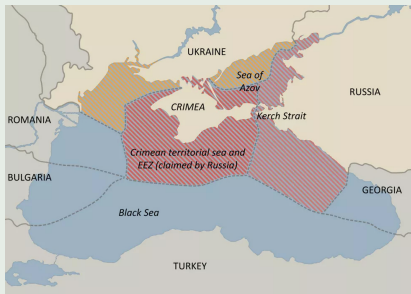 UKRAINE
Sea of
Azov
CRIMEA
RUSSIA
Kerch Strait
ROMANIA
Crimean territorial sea and
EEZ (claimed by Russia)
BULGARIA
GEORGIA
Black Sea
TURKEY